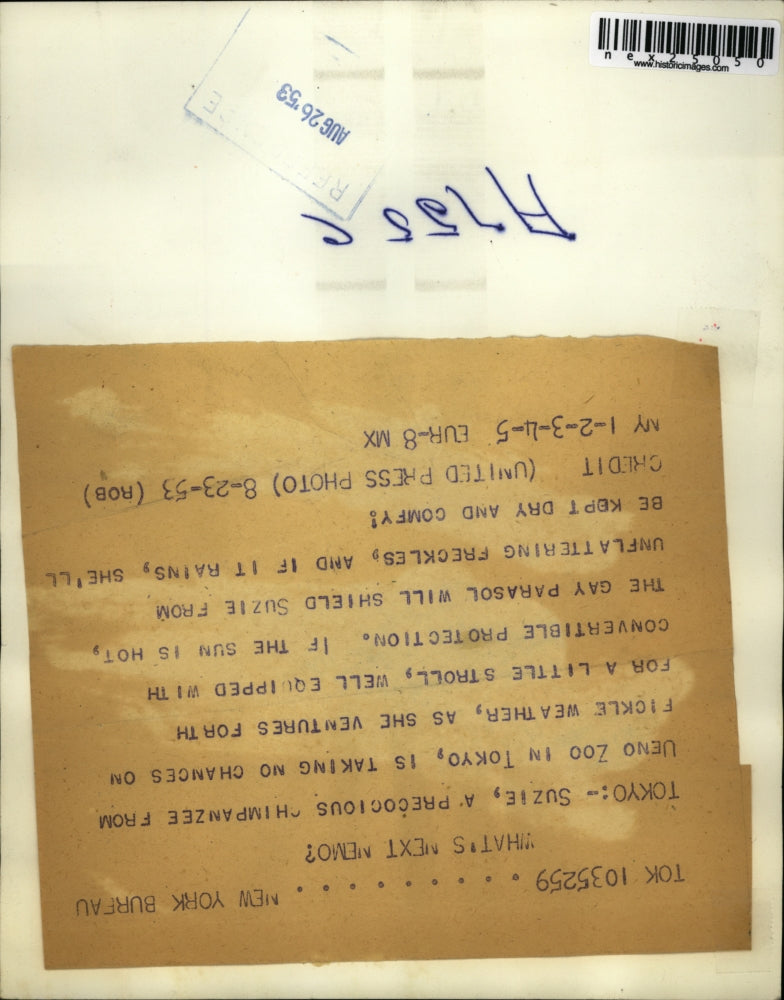 TOK 1035259 . . . . . . . . . . NEW YORK BUREAU
WHAT'S NEXT NEMO?
TOKYO:- SUZIE, A PRECOCIOUS CHIMPANZEE FROM
UENO ZOO IN TOKYO, IS TAKING NO CHANCES ON
FICKLE WEATHER, AS SHE VENTURES FORTH
FOR A LITTLE STROLL, WELL EQUIPPED WITH
CONVERTIBLE PROTECTION. IF THE SUN IS HOT,
THE GAY PARASOL WILL SHIELD SUZIE FROM
UNFLATTERING FRECKLES, AND IF IT RAINS, SHE'LL
BE KEPT DRY AND COMFY!
CREDIT (UNITED PRESS PHOTO) 8-23-53 (ROB)
NY 1-2-3-4-5 EUR-8 MX
AUG 26 '53
nex25050
www.historicimages.com